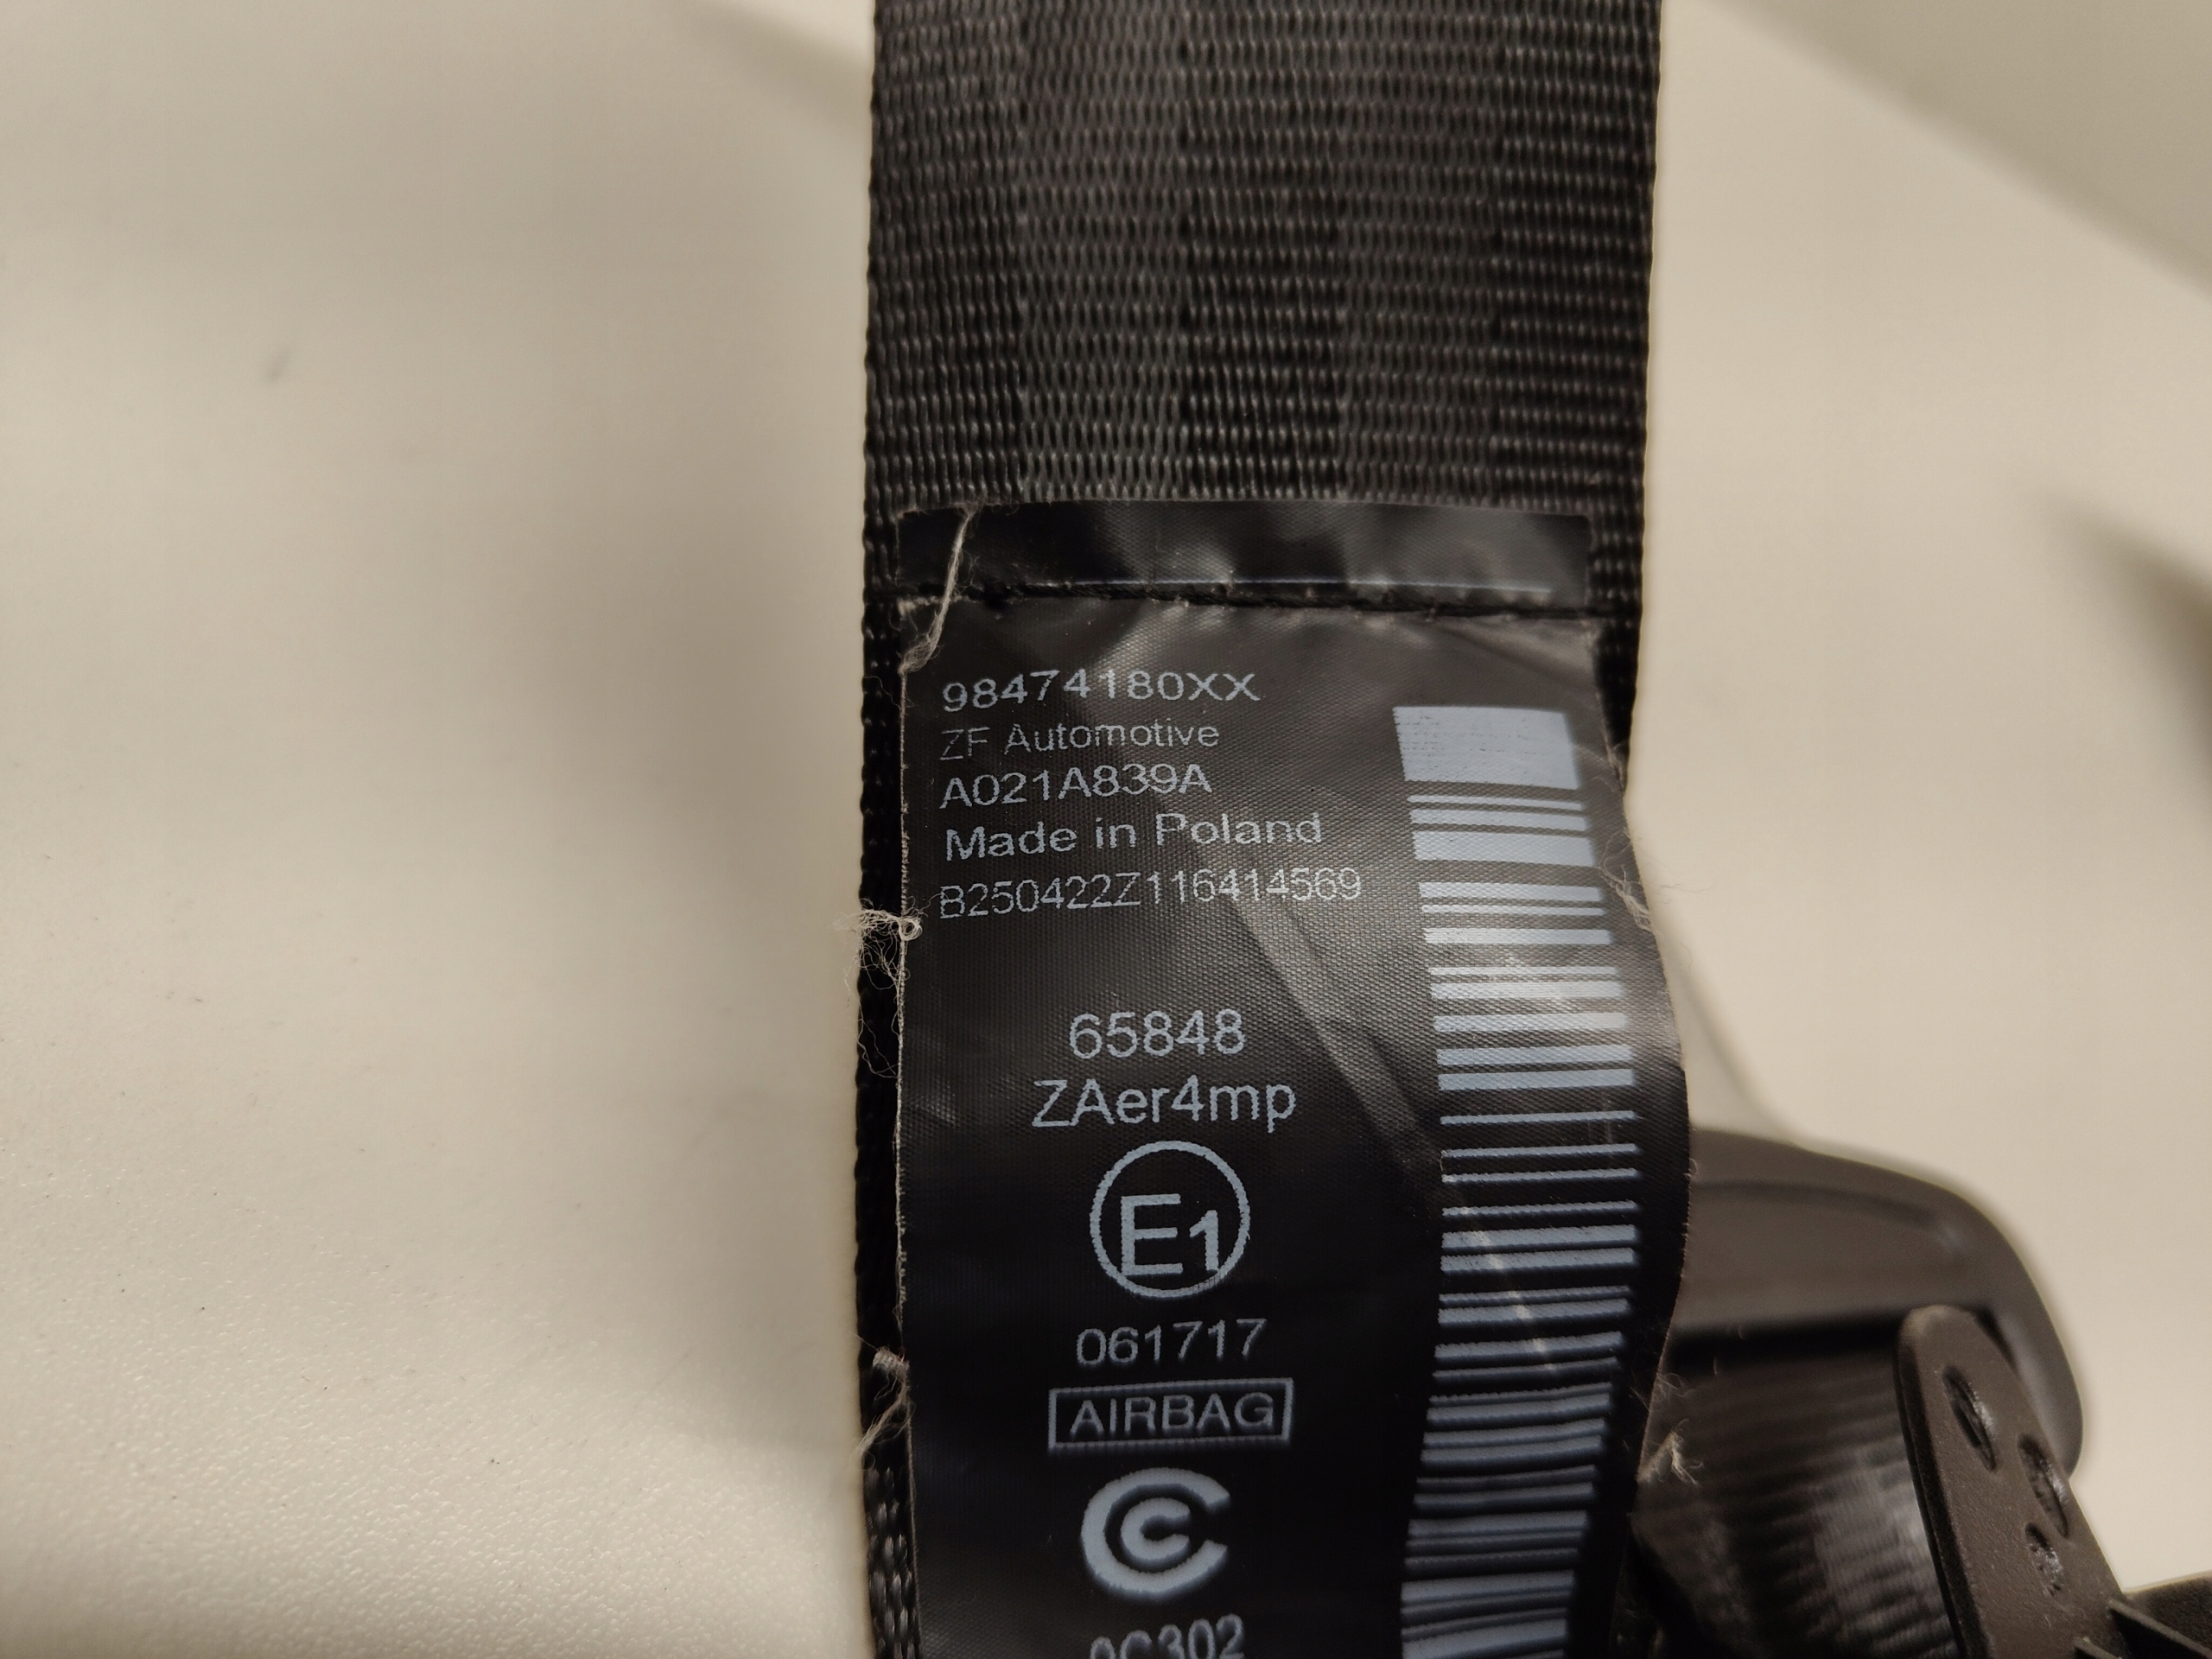 98474180XX
ZF Automotive
A021A839A
Made in Poland
B250422Z116414569
65848
ZAer4mp
E1
061717
AIRBAG